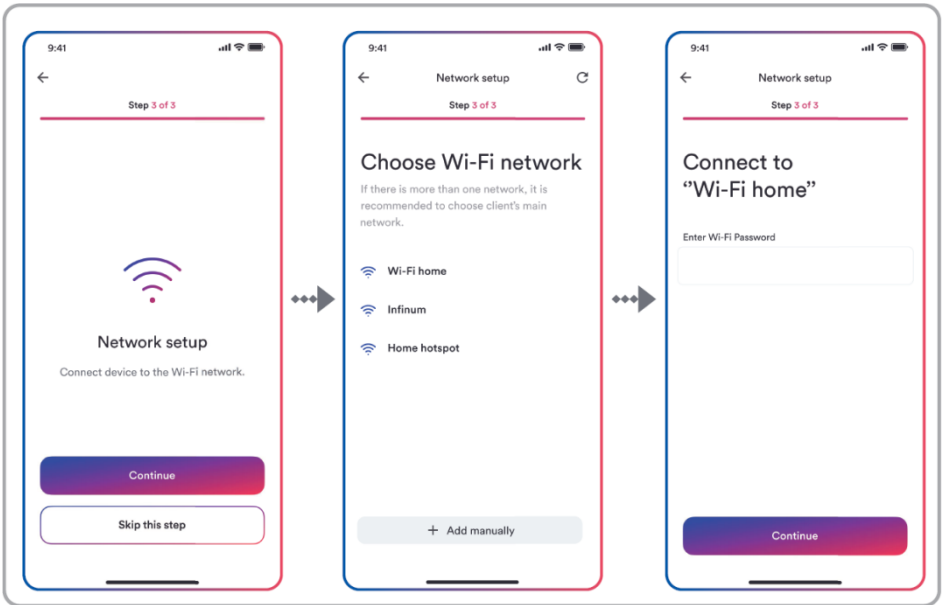 9:41
Step 3 of 3
Network setup
Connect device to the Wi-Fi network.
Continue
Skip this step
9:41
Network setup
Step 3 of 3
Choose Wi-Fi network
If there is more than one network, it is
recommended to choose client's main
network.
Wi-Fi home
Infinum
Home hotspot
+ Add manually
9:41
Network setup
Step 3 of 3
Connect to
‘’Wi-Fi home”
Enter Wi-Fi Password
Continue